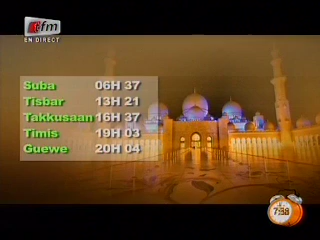 tfm
EN DIRECT
Suba 06H 37
Tisbar 13H 21
Takkusaan 16H 37
Timis 19H 03
Guewe 20H 04
7:58